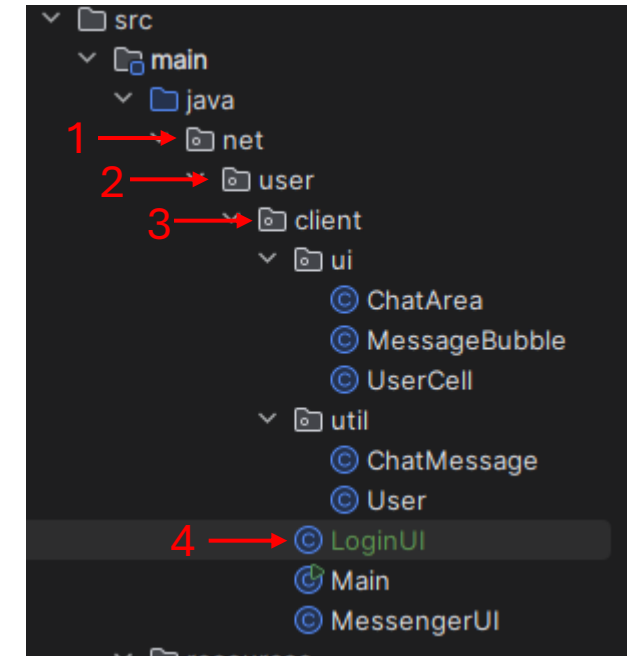 src
main
java
1 net
2 user
3 client
ui
ChatArea
MessageBubble
UserCell
util
ChatMessage
User
4 LoginUI
Main
MessengerUI
resources